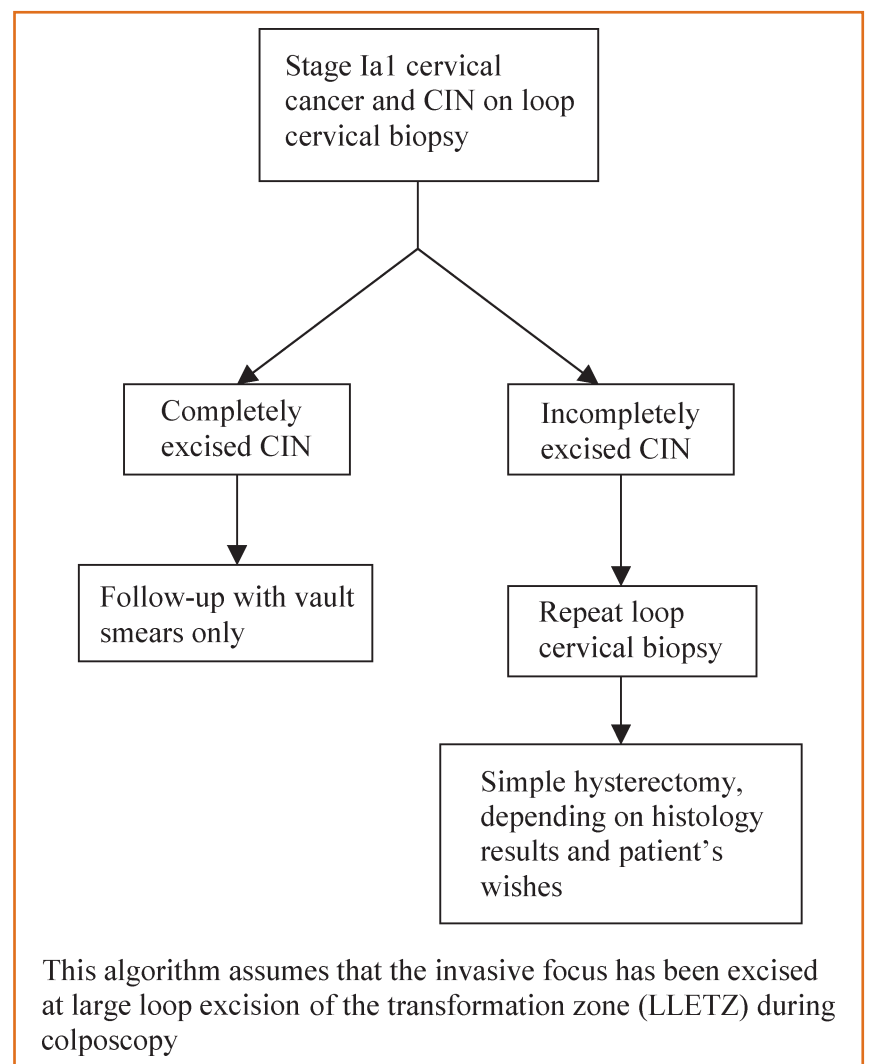 Stage Ia1 cervical
cancer and CIN on loop
cervical biopsy
Completely
excised CIN
Incompletely
excised CIN
Follow-up with vault
smears only
Repeat loop
cervical biopsy
Simple hysterectomy,
depending on histology
results and patient’s
wishes
This algorithm assumes that the invasive focus has been excised
at large loop excision of the transformation zone (LLETZ) during
colposcopy